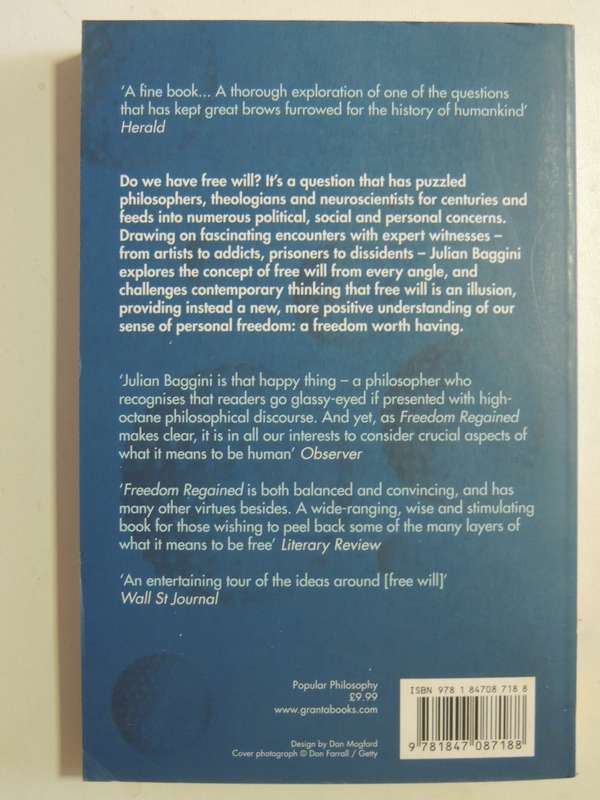 ‘A fine book... A thorough exploration of one of the questions
that has kept great brows furrowed for the history of humankind’
Herald
Do we have free will? It’s a question that has puzzled
philosophers, theologians and neuroscientists for centuries and
feeds into numerous political, social and personal concerns.
Drawing on fascinating encounters with expert witnesses –
from artists to addicts, prisoners to dissidents – Julian Baggini
explores the concept of free will from every angle, and
challenges contemporary thinking that free will is an illusion,
providing instead a new, more positive understanding of our
sense of personal freedom: a freedom worth having.
‘Julian Baggini is that happy thing – a philosopher who
recognises that readers go glassy-eyed if presented with high-
octane philosophical discourse. And yet, as Freedom Regained
makes clear, it is in all our interests to consider crucial aspects of
what it means to be human’ Observer
‘Freedom Regained is both balanced and convincing, and has
many other virtues besides. A wide-ranging, wise and stimulating
book for those wishing to peel back some of the many layers of
what it means to be free’ Literary Review
‘An entertaining tour of the ideas around [free will]’
Wall St Journal
Popular Philosophy
£9.99
www.grantabooks.com
Design by Dan Mogford
Cover photograph © Don Farrall / Getty
ISBN 978 1 84708 718 8
9 781847 087188